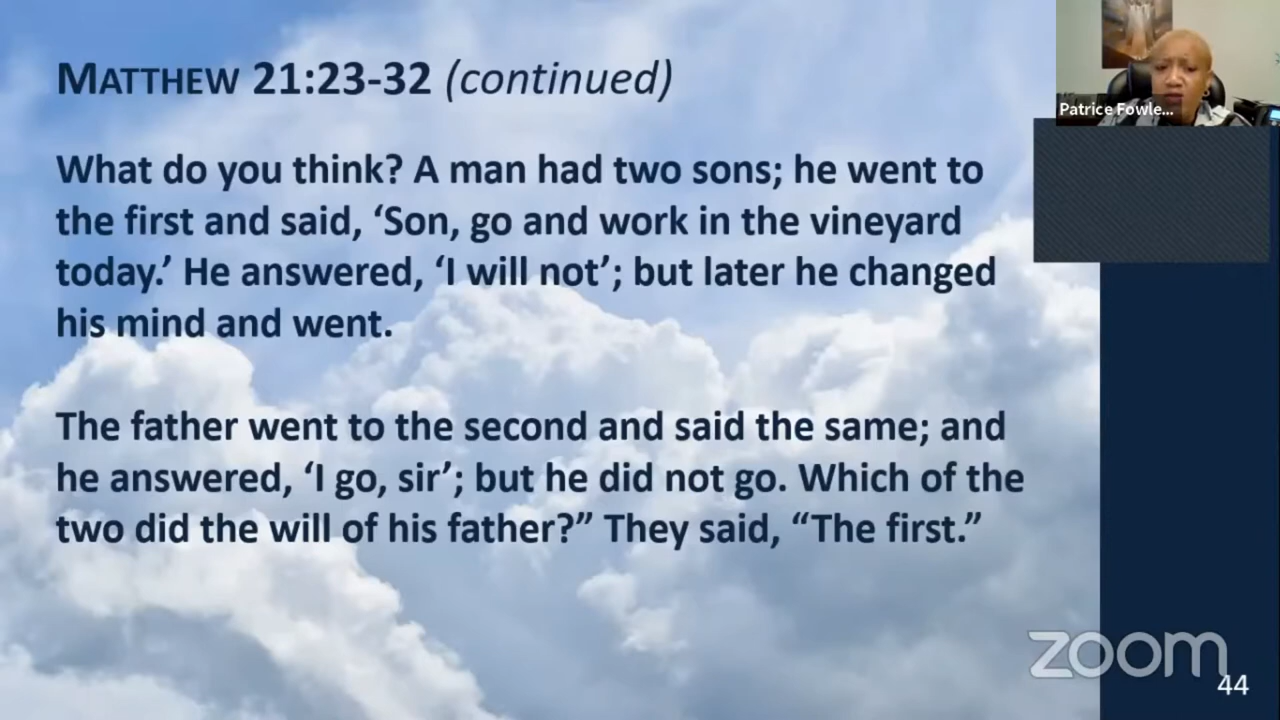 MATTHEW 21:23-32 (continued)
Patrice Fowle...
What do you think? A man had two sons; he went to
the first and said, ‘Son, go and work in the vineyard
today.’ He answered, ‘I will not’; but later he changed
his mind and went.
The father went to the second and said the same; and
he answered, ‘I go, sir’; but he did not go. Which of the
two did the will of his father?” They said, “The first.”
zoom
44